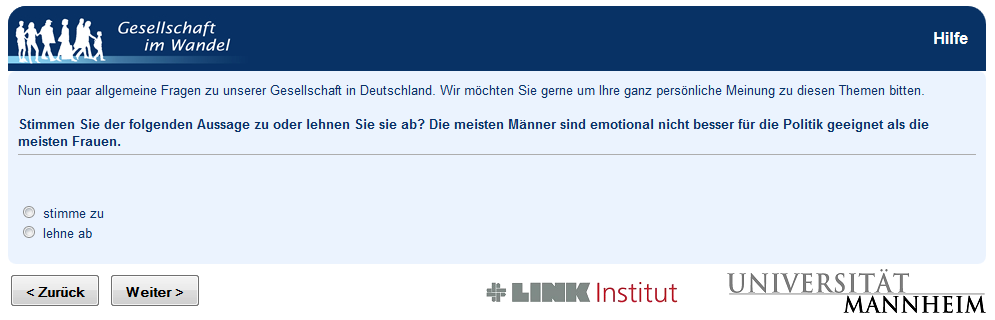 Gesellschaft
im Wandel
Hilfe
Nun ein paar allgemeine Fragen zu unserer Gesellschaft in Deutschland. Wir möchten Sie gerne um Ihre ganz persönliche Meinung zu diesen Themen bitten.
Stimmen Sie der folgenden Aussage zu oder lehnen Sie sie ab? Die meisten Männer sind emotional nicht besser für die Politik geeignet als die
meisten Frauen.
stimme zu
lehne ab
< Zurück
Weiter >
LINK Institut
UNIVERSITÄT
MANNHEIM